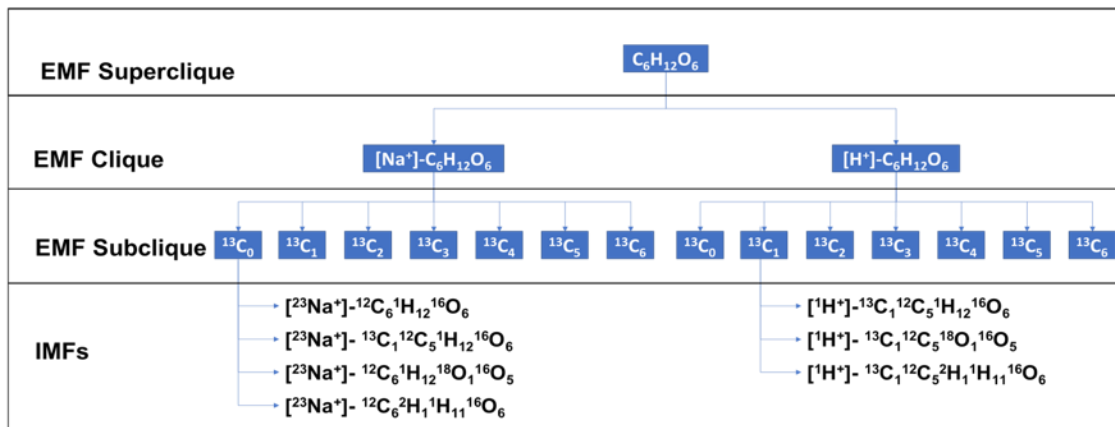 EMF Superclique
C₆H₁₂O₆
EMF Clique
[Na⁺]-C₆H₁₂O₆
[H⁺]-C₆H₁₂O₆
EMF Subclique
¹³C₀ ¹³C₁ ¹³C₂ ¹³C₃ ¹³C₄ ¹³C₅ ¹³C₆ ¹³C₀ ¹³C₁ ¹³C₂ ¹³C₃ ¹³C₄ ¹³C₅ ¹³C₆
IMFs
[²³Na⁺]-¹²C₆¹H₁₂¹⁶O₆
[²³Na⁺]- ¹³C₁¹²C₅¹H₁₂¹⁶O₆
[²³Na⁺]- ¹²C₆¹H₁₂¹⁸O₁¹⁶O₅
[²³Na⁺]- ¹²C₆²H₁¹H₁₁¹⁶O₆
[¹H⁺]-¹³C₁¹²C₅¹H₁₂¹⁶O₆
[¹H⁺]- ¹³C₁¹²C₅¹⁸O₁¹⁶O₅
[¹H⁺]- ¹³C₁¹²C₅²H₁¹H₁₁¹⁶O₆